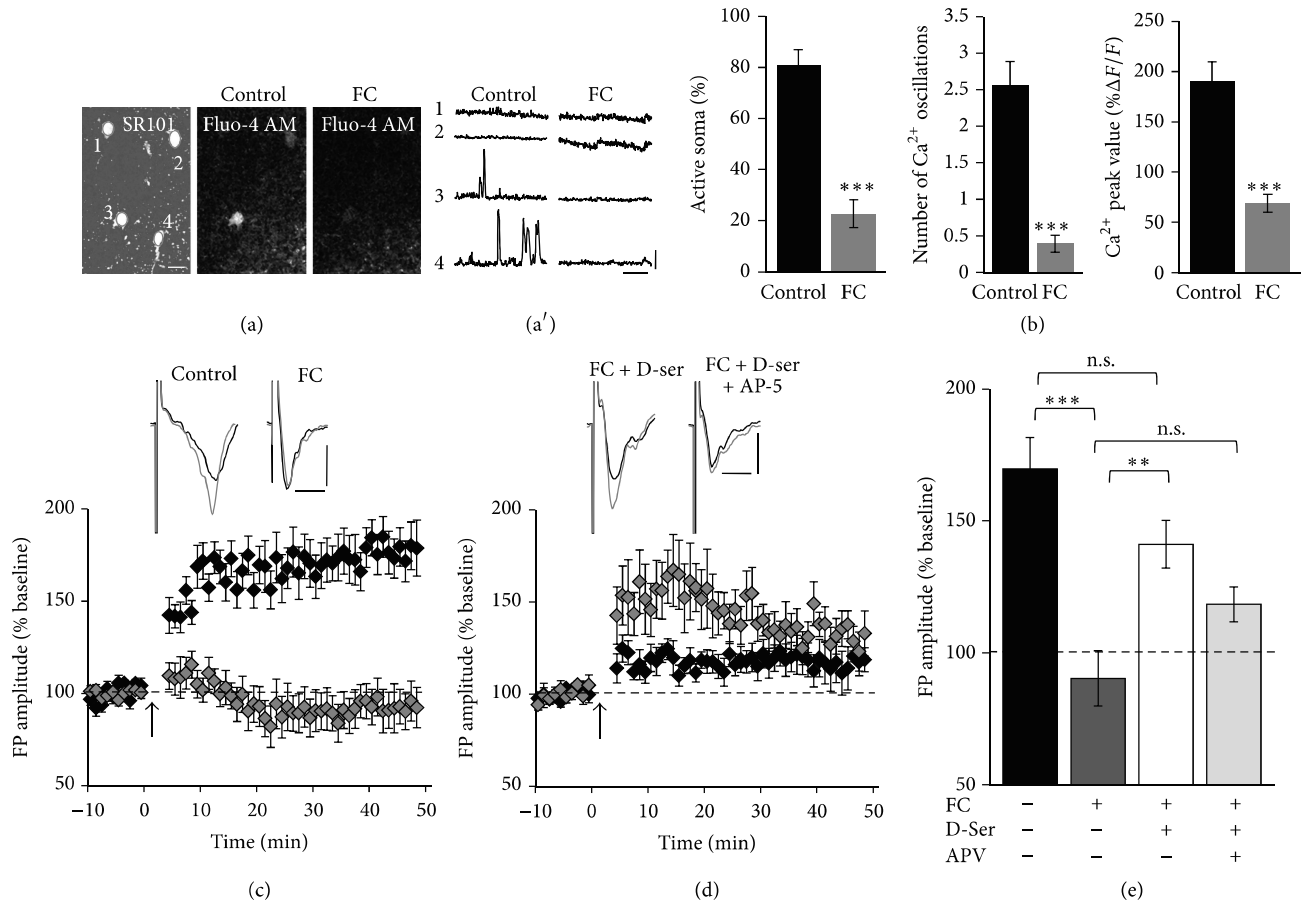 Control FC
SR101 Fluo-4 AM Fluo-4 AM
1
2
3
4
(a)
Control FC
1
2
3
4
(a′)
Active soma (%)
100
80
60
40
20
0
Control FC
***
Number of Ca²⁺ oscillations
3.5
3
2.5
2
1.5
1
0.5
0
Control FC
***
Ca²⁺ peak value (%ΔF/F)
250
200
150
100
50
0
Control FC
***
(b)
Control FC
FP amplitude (% baseline)
200
150
100
50
−10 0 10 20 30 40 50
Time (min)
(c)
FC + D-ser
FC + D-ser
+ AP-5
FP amplitude (% baseline)
200
150
100
50
−10 0 10 20 30 40 50
Time (min)
(d)
FP amplitude (% baseline)
200
150
100
50
n.s.
***
n.s.
**
FC − + + +
D-Ser − − + +
APV − − − +
(e)